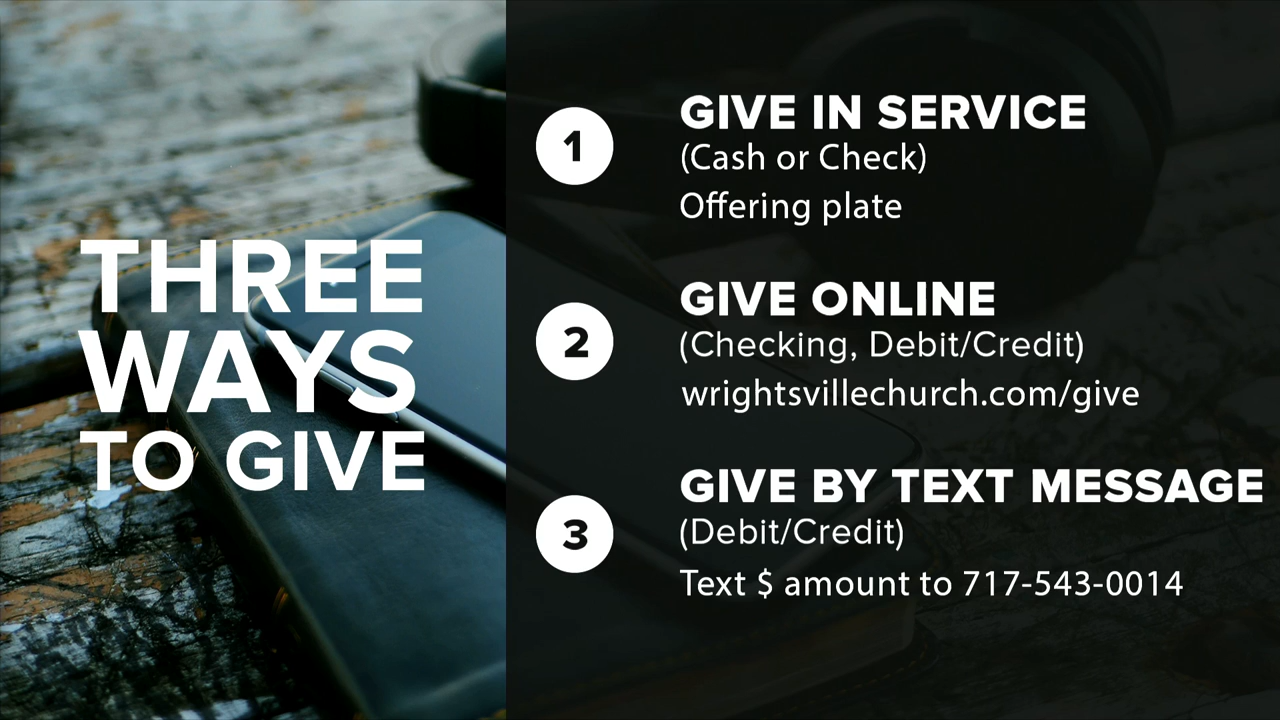 THREE
WAYS
TO GIVE
1
GIVE IN SERVICE
(Cash or Check)
Offering plate
2
GIVE ONLINE
(Checking, Debit/Credit)
wrightsvillechurch.com/give
3
GIVE BY TEXT MESSAGE
(Debit/Credit)
Text $ amount to 717-543-0014